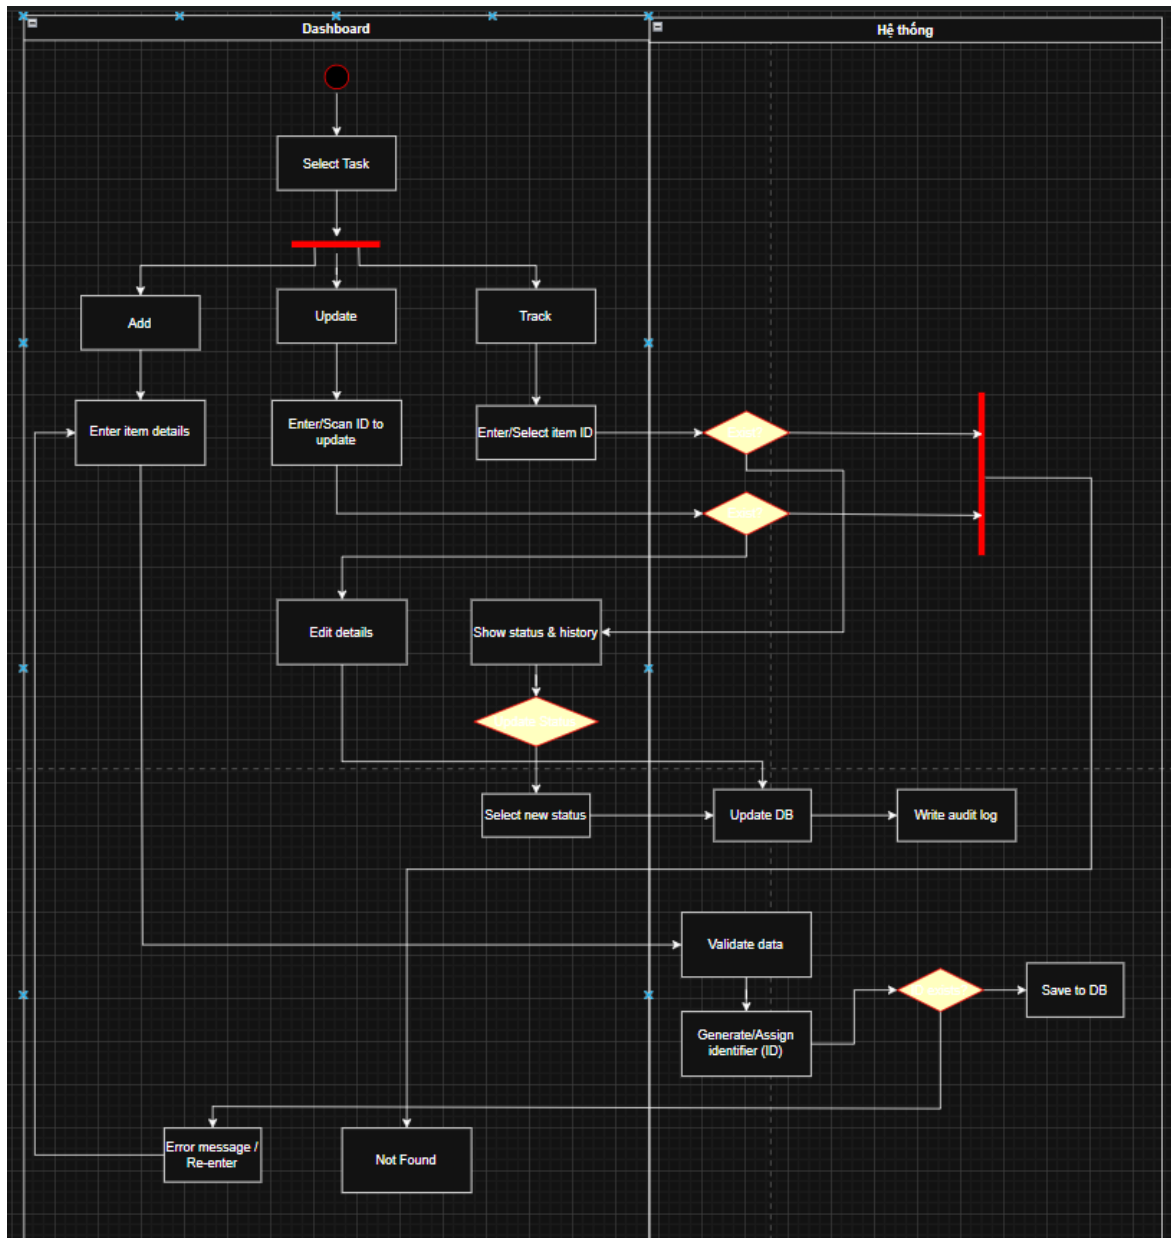 Dashboard
Hệ thống
Select Task
Add
Update
Track
Enter item details
Enter/Scan ID to
update
Enter/Select item ID
Edit details
Show status & history
Update Status
Select new status
Update DB
Write audit log
Validate data
Generate/Assign
identifier (ID)
Save to DB
Error message /
Re-enter
Not Found